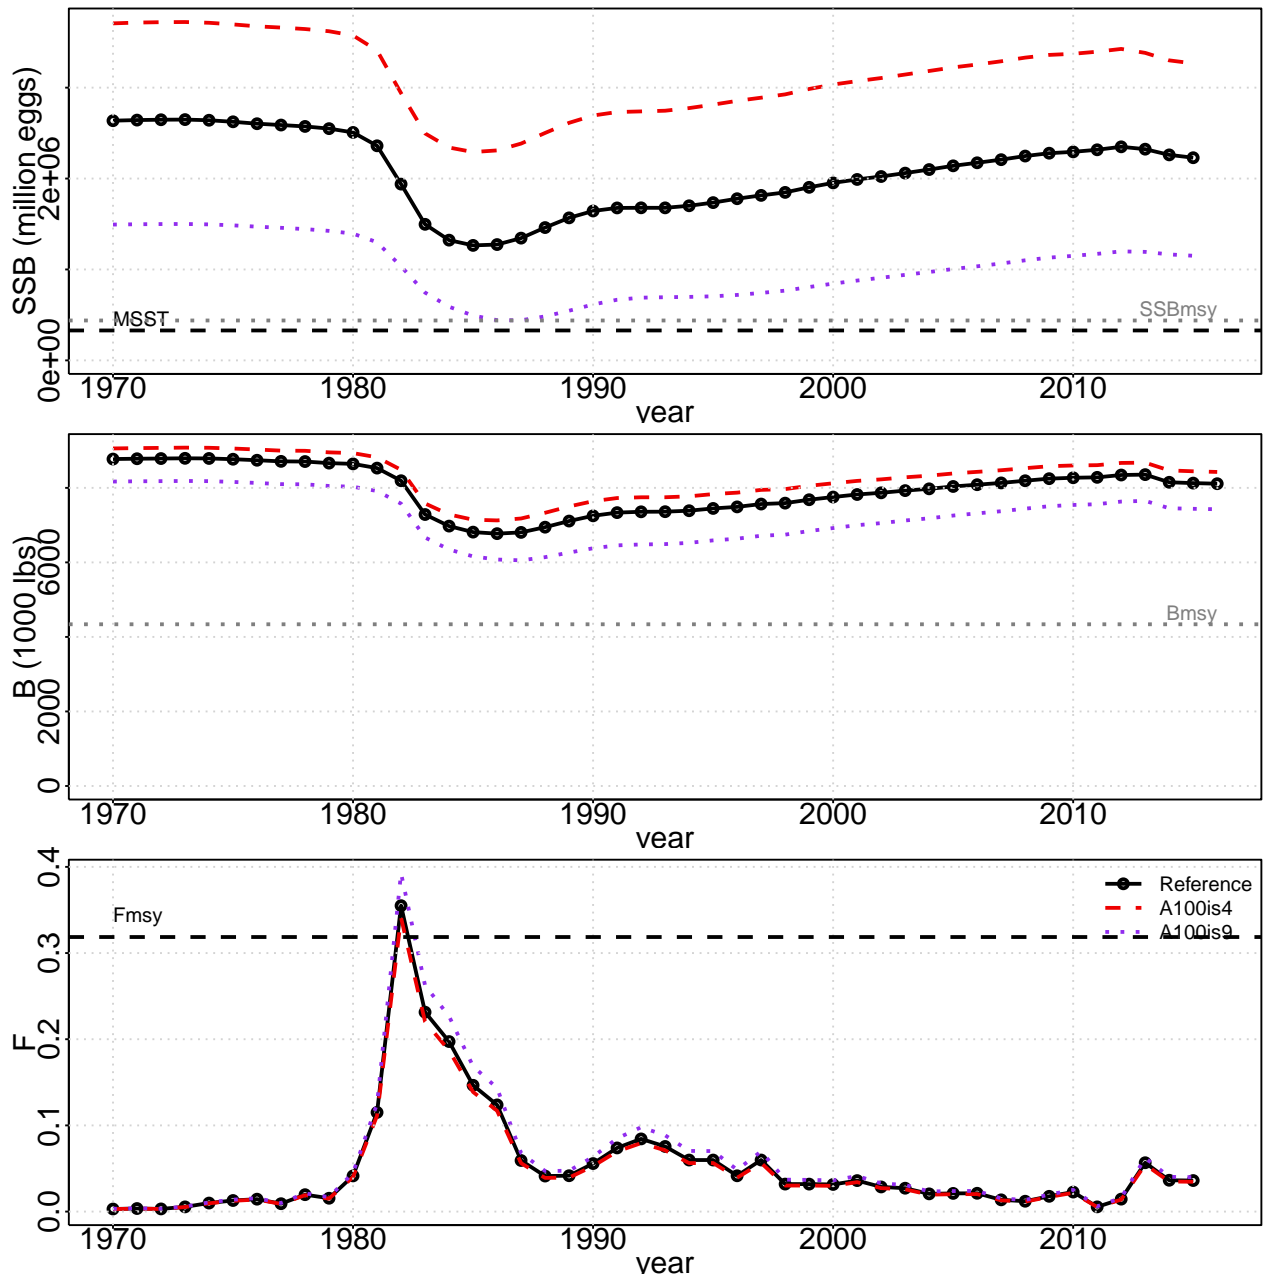 SSB (million eggs)
0e+00
2e+06
MSST
SSBmsy
1970
1980
1990
2000
2010
year
B (1000 lbs)
0
2000
6000
Bmsy
1970
1980
1990
2000
2010
year
F
0.0
0.1
0.2
0.3
0.4
Fmsy
Reference
A100is4
A100is9
1970
1980
1990
2000
2010
year